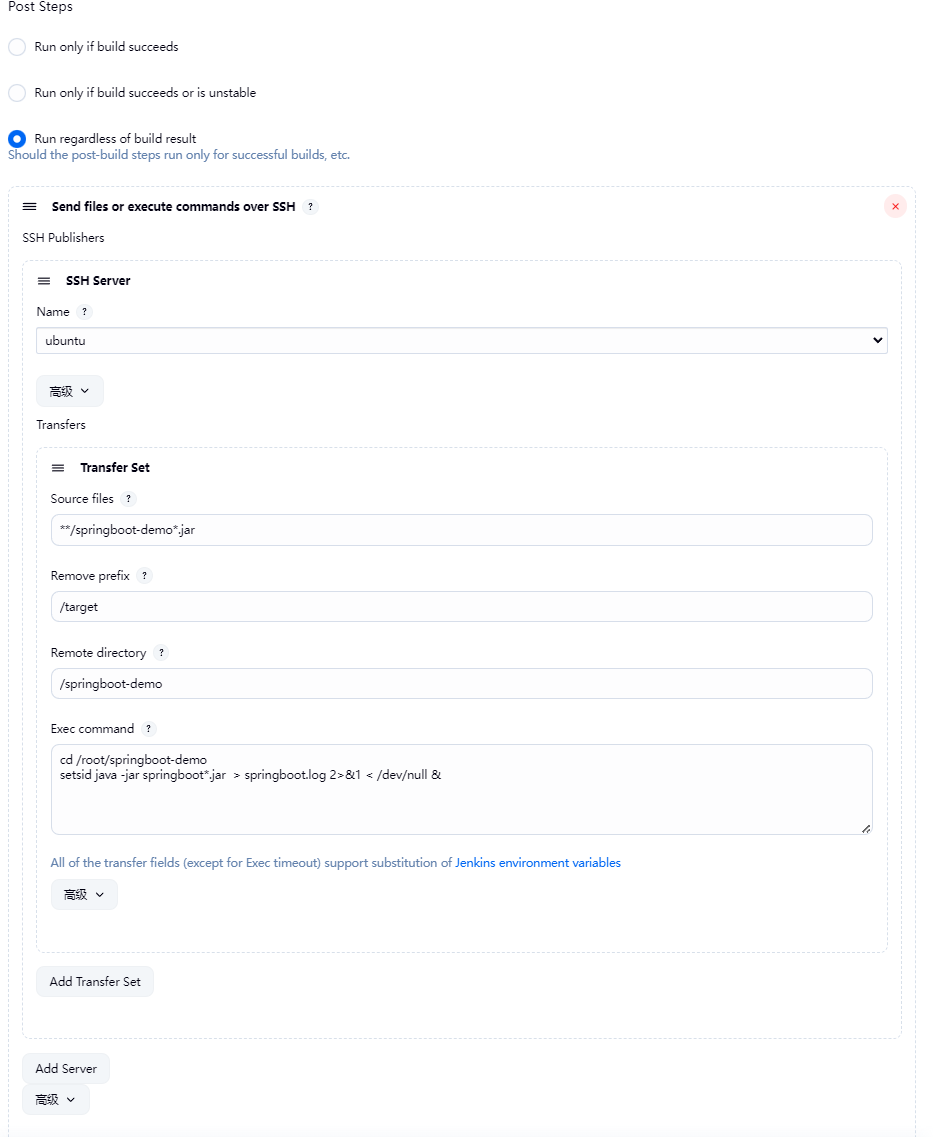 Post Steps
Run only if build succeeds
Run only if build succeeds or is unstable
Run regardless of build result
Should the post-build steps run only for successful builds, etc.
Send files or execute commands over SSH ?
SSH Publishers
SSH Server
Name ?
ubuntu
高级
Transfers
Transfer Set
Source files ?
**/springboot-demo*.jar
Remove prefix ?
/target
Remote directory ?
/springboot-demo
Exec command ?
cd /root/springboot-demo
setsid java -jar springboot*.jar  > springboot.log 2>&1 < /dev/null &
All of the transfer fields (except for Exec timeout) support substitution of Jenkins environment variables
高级
Add Transfer Set
Add Server
高级